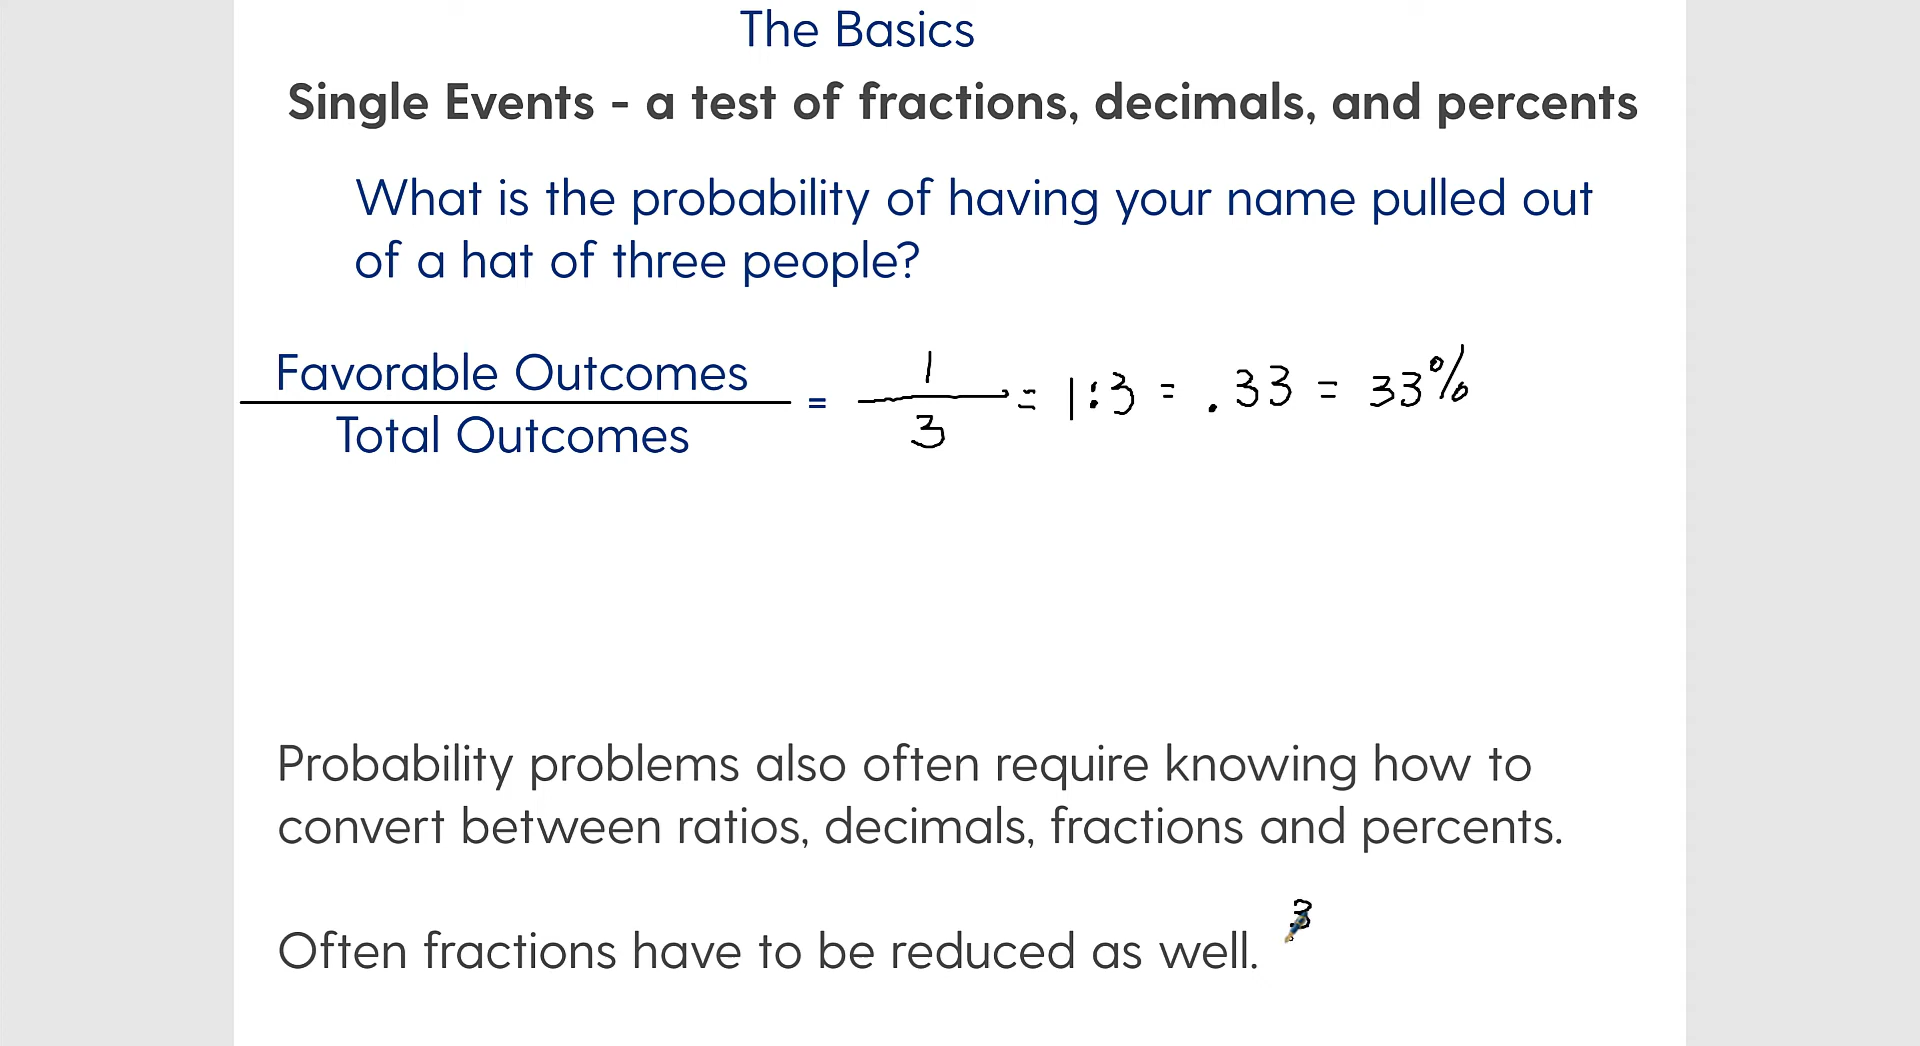 The Basics
Single Events - a test of fractions, decimals, and percents
What is the probability of having your name pulled out
of a hat of three people?
Favorable Outcomes
Total Outcomes
= 1/3 = 1:3 = .33 = 33%
Probability problems also often require knowing how to
convert between ratios, decimals, fractions and percents.
3
Often fractions have to be reduced as well.